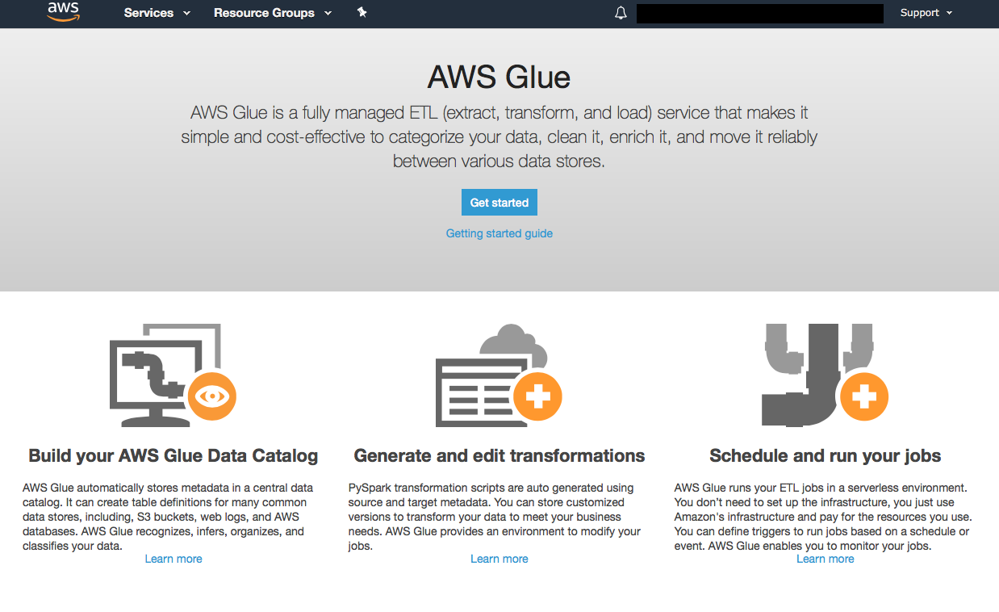 aws Services Resource Groups Support
AWS Glue
AWS Glue is a fully managed ETL (extract, transform, and load) service that makes it
simple and cost-effective to categorize your data, clean it, enrich it, and move it reliably
between various data stores.
Get started
Getting started guide
Build your AWS Glue Data Catalog
AWS Glue automatically stores metadata in a central data
catalog. It can create table definitions for many common
data stores, including, S3 buckets, web logs, and AWS
databases. AWS Glue recognizes, infers, organizes, and
classifies your data.
Learn more
Generate and edit transformations
PySpark transformation scripts are auto generated using
source and target metadata. You can store customized
versions to transform your data to meet your business
needs. AWS Glue provides an environment to modify your
jobs.
Learn more
Schedule and run your jobs
AWS Glue runs your ETL jobs in a serverless environment.
You don’t need to set up the infrastructure, you just use
Amazon's infrastructure and pay for the resources you use.
You can define triggers to run jobs based on a schedule or
event. AWS Glue enables you to monitor your jobs.
Learn more